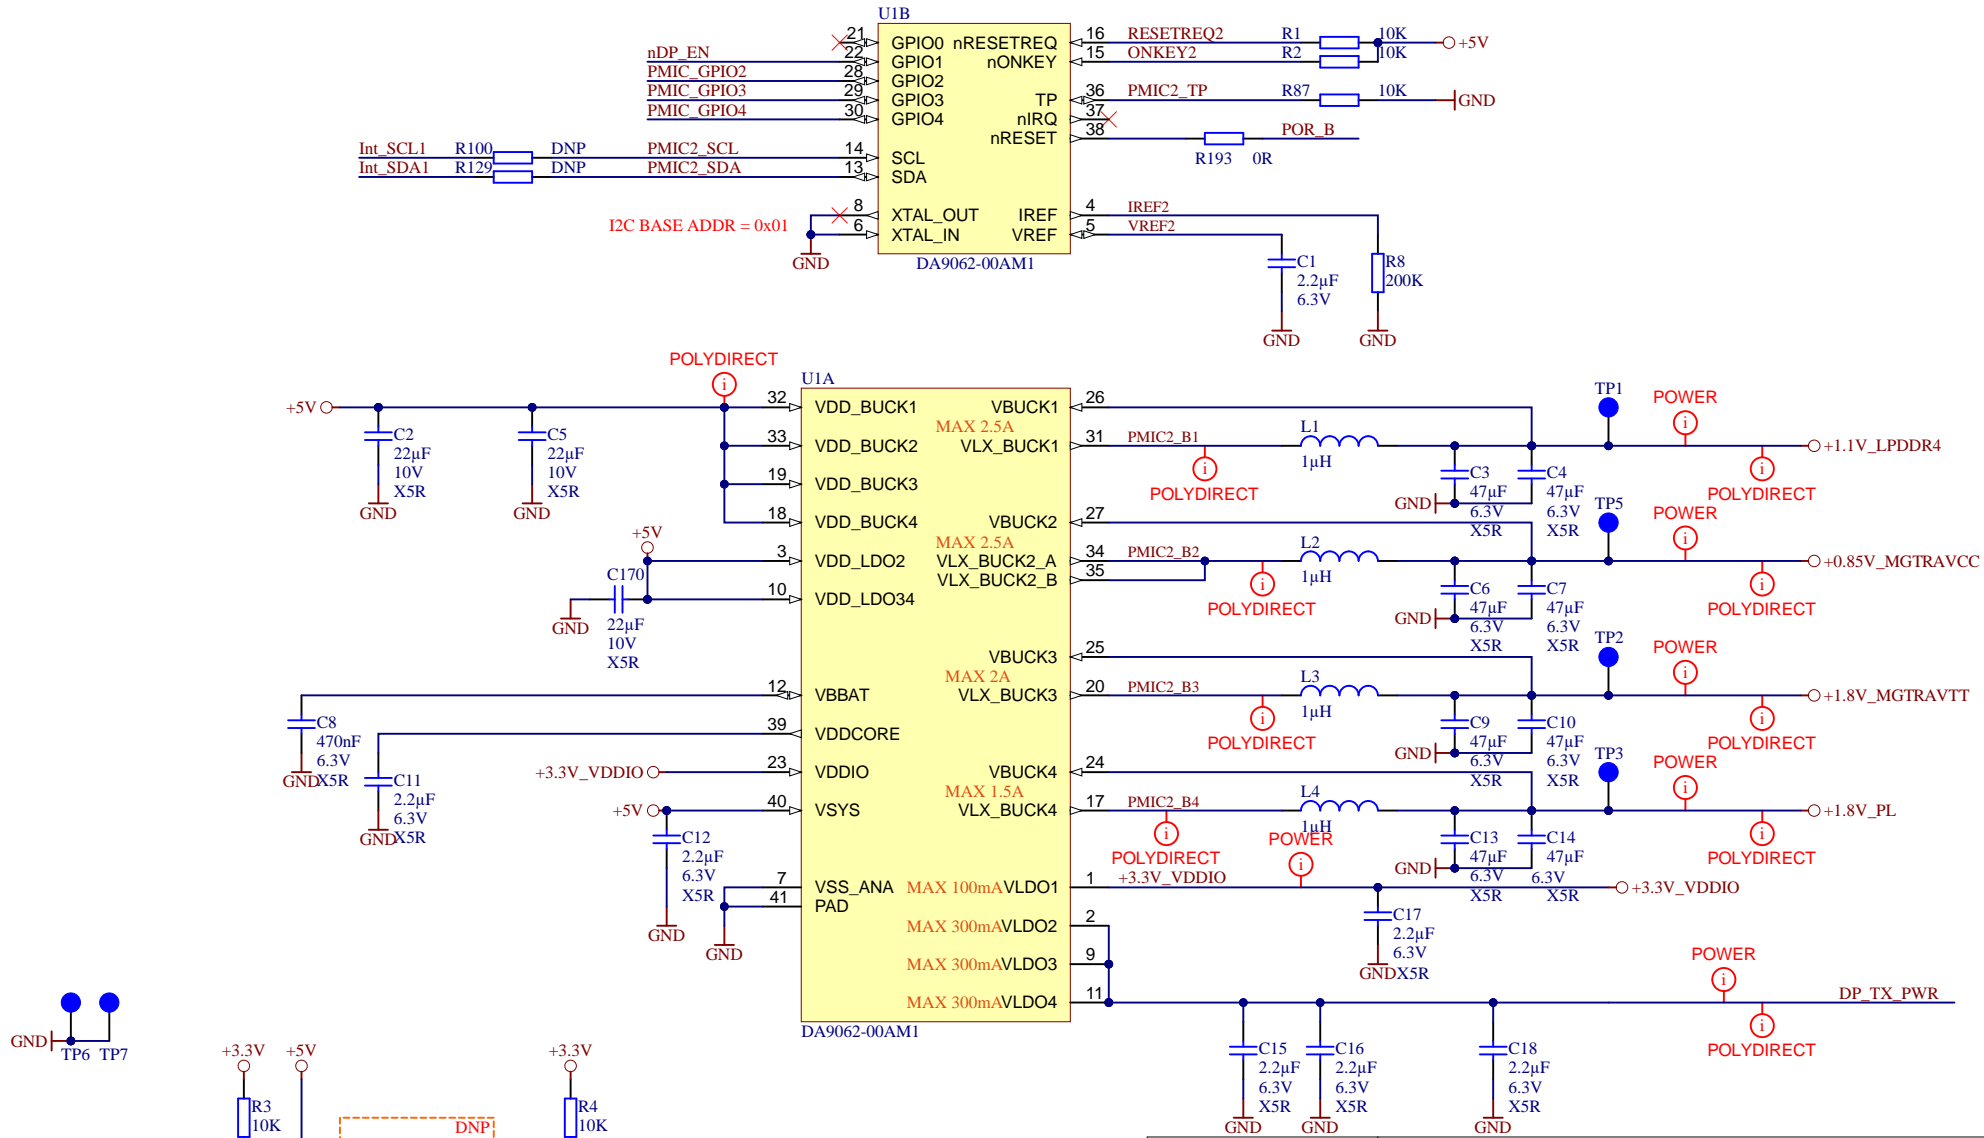 U1B
21 GPIO0 nRESETREQ 16 RESETREQ2 R1 10K +5V
nDP_EN 22 GPIO1 nONKEY 15 ONKEY2 R2 10K
PMIC_GPIO2 28 GPIO2
PMIC_GPIO3 29 GPIO3 TP 36 PMIC2_TP R87 10K GND
PMIC_GPIO4 30 GPIO4 nIRQ 37
nRESET 38 POR_B
R193 0R
Int_SCL1 R100 DNP PMIC2_SCL 14 SCL
Int_SDA1 R129 DNP PMIC2_SDA 13 SDA
8 XTAL_OUT IREF 4 IREF2
I2C BASE ADDR = 0x01 6 XTAL_IN VREF 5 VREF2
GND DA9062-00AM1
C1 R8
2.2µF 200K
6.3V
GND GND
POLYDIRECT
U1A
+5V 32 VDD_BUCK1 VBUCK1 26 TP1 POWER
MAX 2.5A
C2 C5 33 VDD_BUCK2 VLX_BUCK1 31 PMIC2_B1 L1 +1.1V_LPDDR4
22µF 22µF 1µH
10V 10V
X5R X5R
19 VDD_BUCK3 POLYDIRECT C3 C4 POLYDIRECT
47µF 47µF
GND GND GND 6.3V 6.3V
X5R X5R
18 VDD_BUCK4 VBUCK2 27 TP5 POWER
+5V MAX 2.5A
3 VDD_LDO2 VLX_BUCK2_A 34 PMIC2_B2 L2 +0.85V_MGTRAVCC
C170 VLX_BUCK2_B 35 1µH
10 VDD_LDO34 POLYDIRECT C6 C7 POLYDIRECT
GND 22µF 47µF 47µF
10V GND 6.3V 6.3V
X5R X5R X5R
VBUCK3 25 TP2 POWER
MAX 2A
12 VBBAT VLX_BUCK3 20 PMIC2_B3 L3 +1.8V_MGTRAVTT
1µH
C8 39 VDDCORE POLYDIRECT C9 C10 POLYDIRECT
470nF 47µF 47µF
6.3V GND 6.3V 6.3V
GND X5R X5R X5R
+3.3V_VDDIO 23 VDDIO VBUCK4 24 TP3 POWER
C11 MAX 1.5A
2.2µF
6.3V
GND X5R
+5V 40 VSYS VLX_BUCK4 17 PMIC2_B4 L4 +1.8V_PL
1µH
C12 POLYDIRECT POWER C13 C14 POLYDIRECT
2.2µF 47µF 47µF
6.3V GND 6.3V 6.3V
X5R X5R X5R
7 VSS_ANA MAX 100mA VLDO1 1 +3.3V_VDDIO +3.3V_VDDIO
41 PAD
GND GND MAX 300mA VLDO2 2 C17
2.2µF
6.3V
MAX 300mA VLDO3 9 GND X5R POWER
MAX 300mA VLDO4 11 DP_TX_PWR
DA9062-00AM1
GND TP6 TP7
C15 C16 C18 POLYDIRECT
2.2µF 2.2µF 2.2µF
6.3V 6.3V 6.3V
X5R X5R X5R
GND GND GND
+3.3V +5V +3.3V
R3 R4
10K 10K
DNP